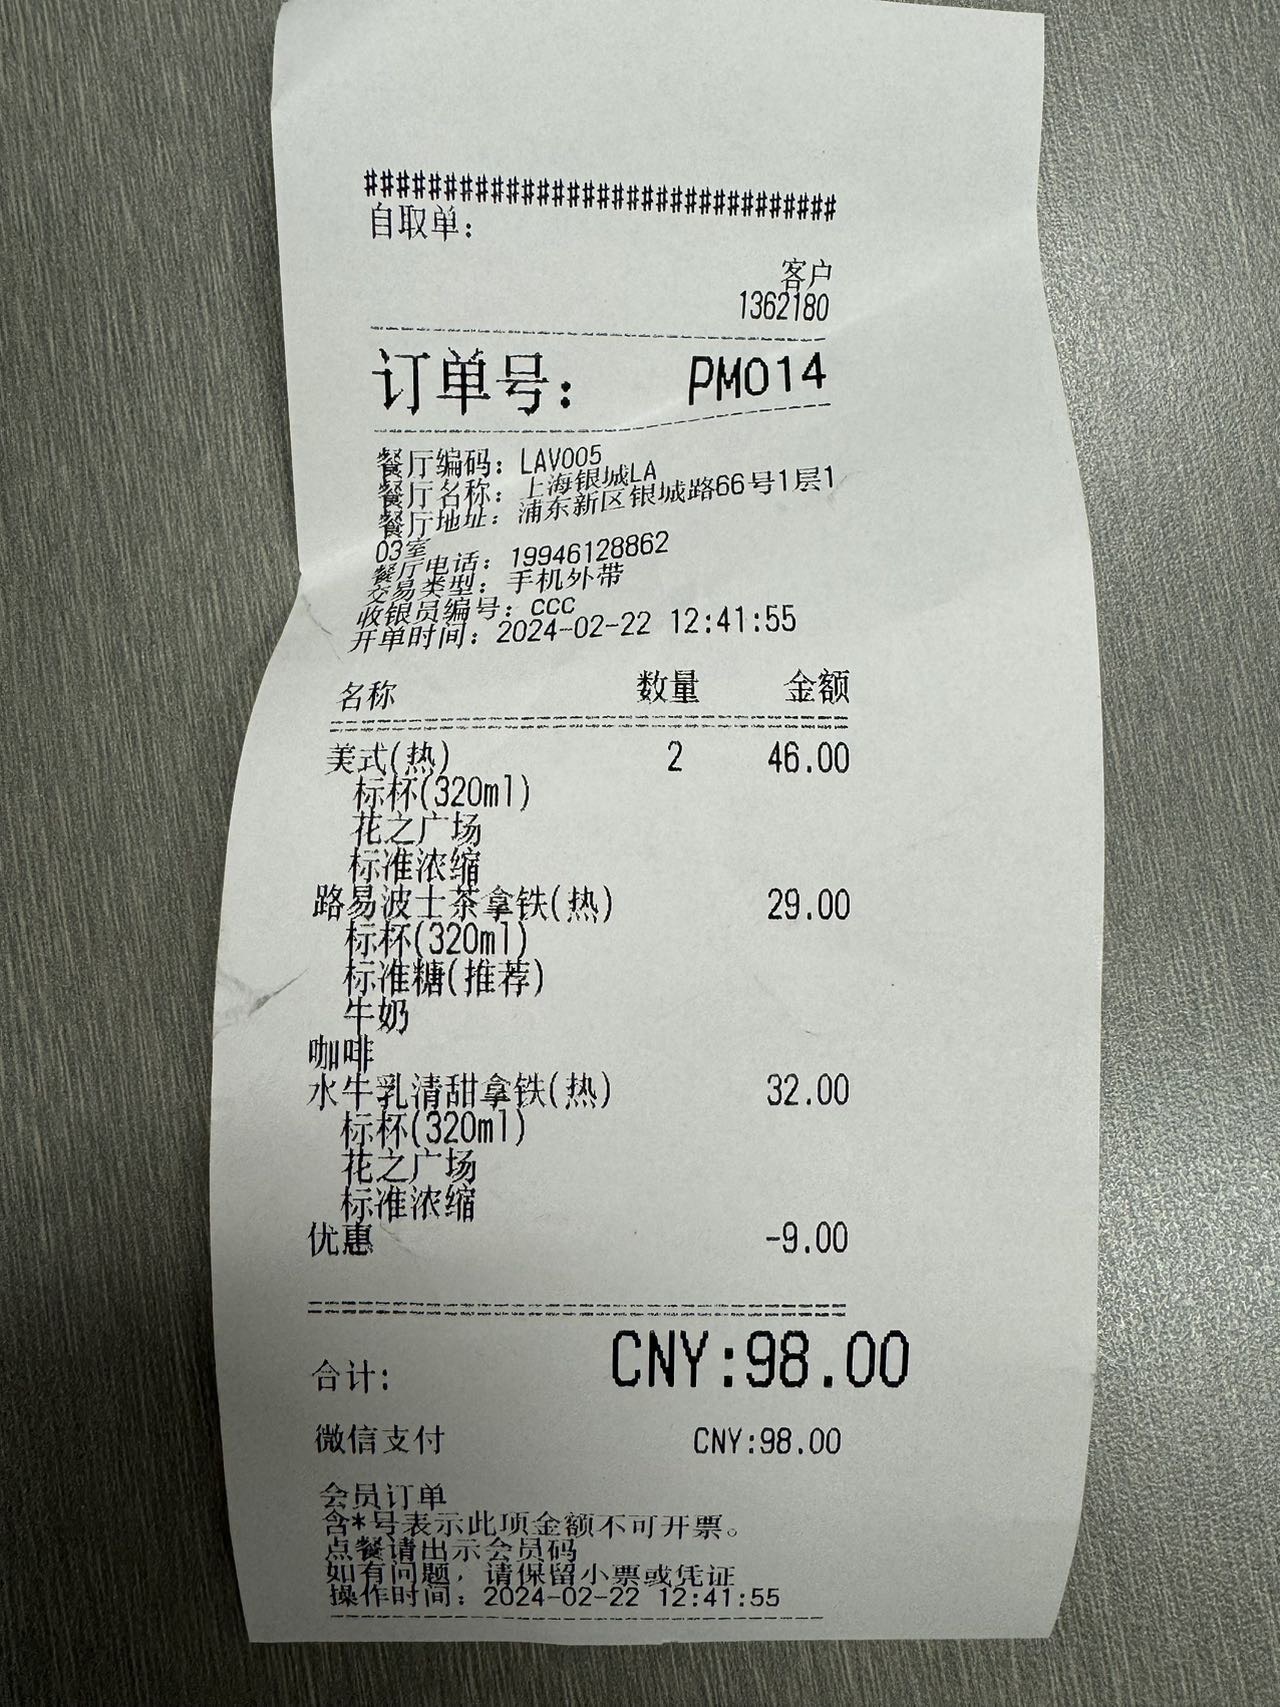 ###############################
自取单：
客户
1362180
订单号： PM014
餐厅编码：LAV005
餐厅名称：上海银城LA
餐厅地址：浦东新区银城路66号1层1
03室
餐厅电话：19946128862
交易类型：手机外带
收银员编号：ccc
开单时间：2024-02-22 12:41:55
名称 数量 金额
美式(热) 2 46.00
标杯(320ml)
花之广场
标准浓缩
路易波士茶拿铁(热) 29.00
标杯(320ml)
标准糖(推荐)
牛奶
咖啡
水牛乳清甜拿铁(热) 32.00
标杯(320ml)
花之广场
标准浓缩
优惠 -9.00
合计: CNY:98.00
微信支付 CNY:98.00
会员订单
含*号表示此项金额不可开票。
点餐请出示会员码
如有问题，请保留小票或凭证
操作时间：2024-02-22 12:41:55